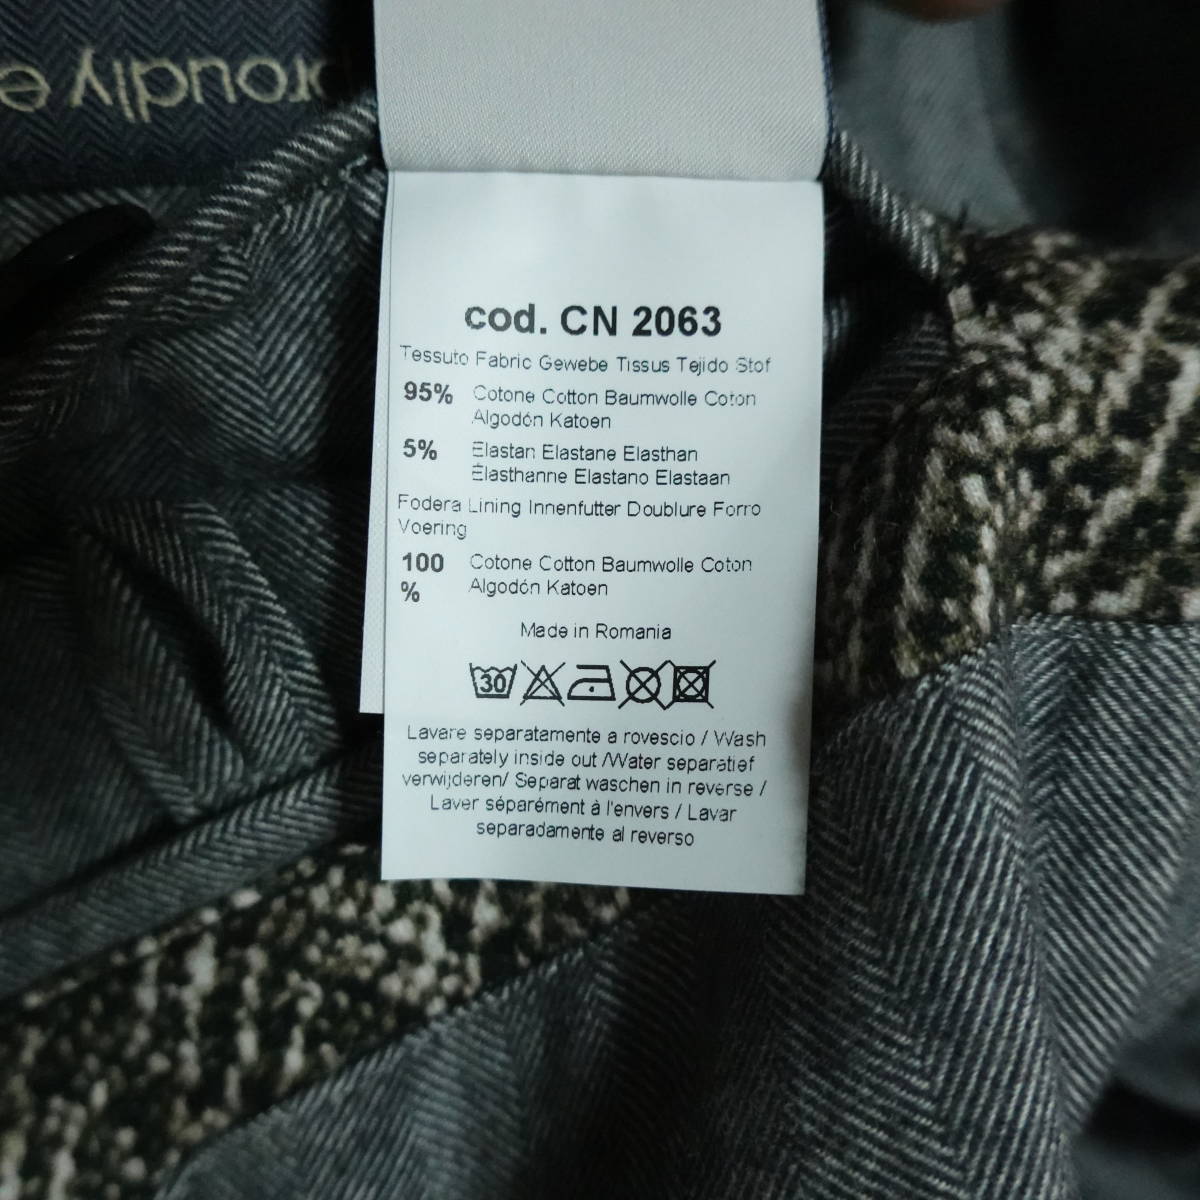 proudly e
cod. CN 2063
Tessuto Fabric Gewebe Tissus Tejido Stof
95% Cotone Cotton Baumwolle Coton
Algodón Katoen
5% Elastan Elastane Elasthan
Élasthanne Elastano Elastaan
Fodera Lining Innenfutter Doublure Forro
Voering
100 Cotone Cotton Baumwolle Coton
% Algodón Katoen
Made in Romania
30
Lavare separatamente a rovescio / Wash
separately inside out /Water separatief
verwijderen/ Separat waschen in reverse /
Laver séparément à l'envers / Lavar
separadamente al reverso